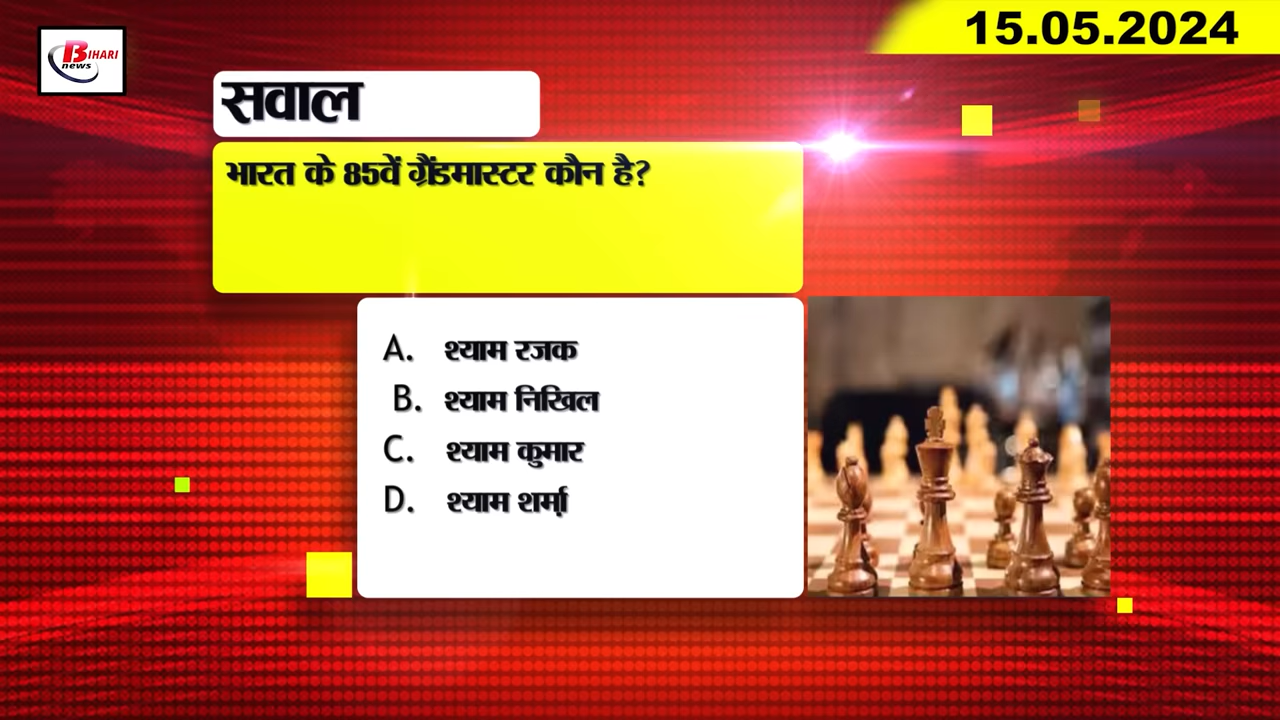 BIHARI
news
15.05.2024
सवाल
भारत के 85वें ग्रैंडमास्टर कौन है?
A. श्याम रजक
B. श्याम निखिल
C. श्याम कुमार
D. श्याम शर्मा